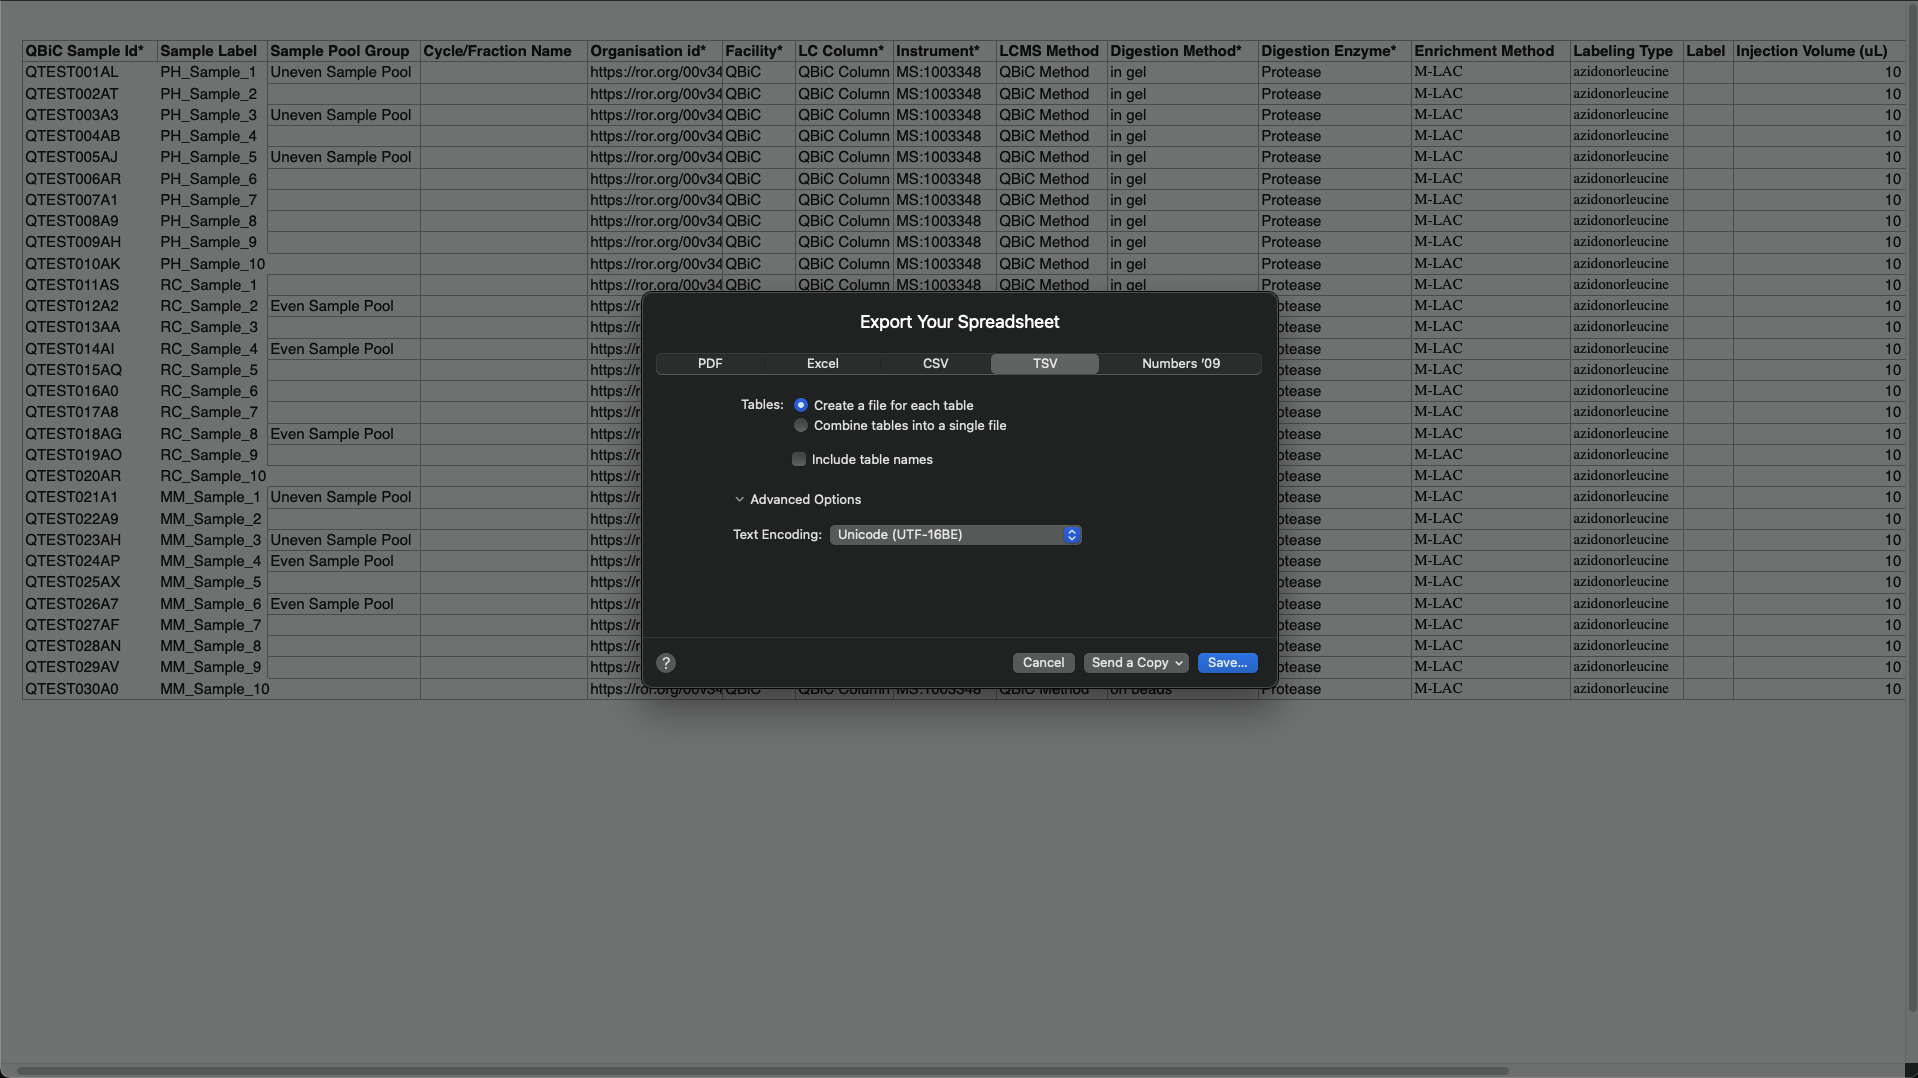 QBiC Sample Id* Sample Label Sample Pool Group Cycle/Fraction Name Organisation id* Facility* LC Column* Instrument* LCMS Method Digestion Method* Digestion Enzyme* Enrichment Method Labeling Type Label Injection Volume (uL)
QTEST001AL PH_Sample_1 Uneven Sample Pool https://ror.org/00v34 QBiC QBiC Column MS:1003348 QBiC Method in gel Protease M-LAC azidonorleucine 10
QTEST002AT PH_Sample_2 https://ror.org/00v34 QBiC QBiC Column MS:1003348 QBiC Method in gel Protease M-LAC azidonorleucine 10
QTEST003A3 PH_Sample_3 Uneven Sample Pool https://ror.org/00v34 QBiC QBiC Column MS:1003348 QBiC Method in gel Protease M-LAC azidonorleucine 10
QTEST004AB PH_Sample_4 https://ror.org/00v34 QBiC QBiC Column MS:1003348 QBiC Method in gel Protease M-LAC azidonorleucine 10
QTEST005AJ PH_Sample_5 Uneven Sample Pool https://ror.org/00v34 QBiC QBiC Column MS:1003348 QBiC Method in gel Protease M-LAC azidonorleucine 10
QTEST006AR PH_Sample_6 https://ror.org/00v34 QBiC QBiC Column MS:1003348 QBiC Method in gel Protease M-LAC azidonorleucine 10
QTEST007A1 PH_Sample_7 https://ror.org/00v34 QBiC QBiC Column MS:1003348 QBiC Method in gel Protease M-LAC azidonorleucine 10
QTEST008A9 PH_Sample_8 https://ror.org/00v34 QBiC QBiC Column MS:1003348 QBiC Method in gel Protease M-LAC azidonorleucine 10
QTEST009AH PH_Sample_9 https://ror.org/00v34 QBiC QBiC Column MS:1003348 QBiC Method in gel Protease M-LAC azidonorleucine 10
QTEST010AK PH_Sample_10 https://ror.org/00v34 QBiC QBiC Column MS:1003348 QBiC Method in gel Protease M-LAC azidonorleucine 10
QTEST011AS RC_Sample_1 https://ror.org/00v34 QBiC QBiC Column MS:1003348 QBiC Method in gel Protease M-LAC azidonorleucine 10
QTEST012A2 RC_Sample_2 Even Sample Pool https://r otease M-LAC azidonorleucine 10
QTEST013AA RC_Sample_3 https://r otease M-LAC azidonorleucine 10
QTEST014AI RC_Sample_4 Even Sample Pool https://r otease M-LAC azidonorleucine 10
QTEST015AQ RC_Sample_5 https://r otease M-LAC azidonorleucine 10
QTEST016A0 RC_Sample_6 https://r otease M-LAC azidonorleucine 10
QTEST017A8 RC_Sample_7 https://r otease M-LAC azidonorleucine 10
QTEST018AG RC_Sample_8 Even Sample Pool https://r otease M-LAC azidonorleucine 10
QTEST019AO RC_Sample_9 https://r otease M-LAC azidonorleucine 10
QTEST020AR RC_Sample_10 https://r otease M-LAC azidonorleucine 10
QTEST021A1 MM_Sample_1 Uneven Sample Pool https://r otease M-LAC azidonorleucine 10
QTEST022A9 MM_Sample_2 https://r otease M-LAC azidonorleucine 10
QTEST023AH MM_Sample_3 Uneven Sample Pool https://r otease M-LAC azidonorleucine 10
QTEST024AP MM_Sample_4 Even Sample Pool https://r otease M-LAC azidonorleucine 10
QTEST025AX MM_Sample_5 https://r otease M-LAC azidonorleucine 10
QTEST026A7 MM_Sample_6 Even Sample Pool https://r otease M-LAC azidonorleucine 10
QTEST027AF MM_Sample_7 https://r otease M-LAC azidonorleucine 10
QTEST028AN MM_Sample_8 https://r otease M-LAC azidonorleucine 10
QTEST029AV MM_Sample_9 https://r otease M-LAC azidonorleucine 10
QTEST030A0 MM_Sample_10 https://ror.org/00v34 QBiC QBiC Column MS:1003348 QBiC Method on beads Protease M-LAC azidonorleucine 10
Export Your Spreadsheet
PDF Excel CSV TSV Numbers '09
Tables: Create a file for each table
Combine tables into a single file
Include table names
Advanced Options
Text Encoding: Unicode (UTF-16BE)
? Cancel Send a Copy Save...